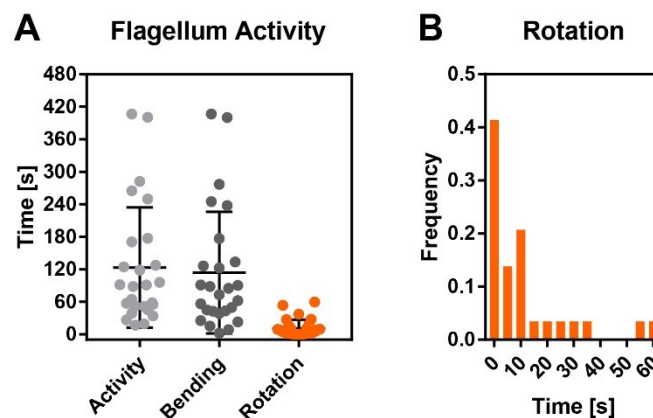 A Flagellum Activity
Time [s]
480
420
360
300
240
180
120
60
0
Activity
Bending
Rotation
B Rotation
Frequency
0.5
0.4
0.3
0.2
0.1
0.0
0
10
20
30
40
50
60
Time [s]